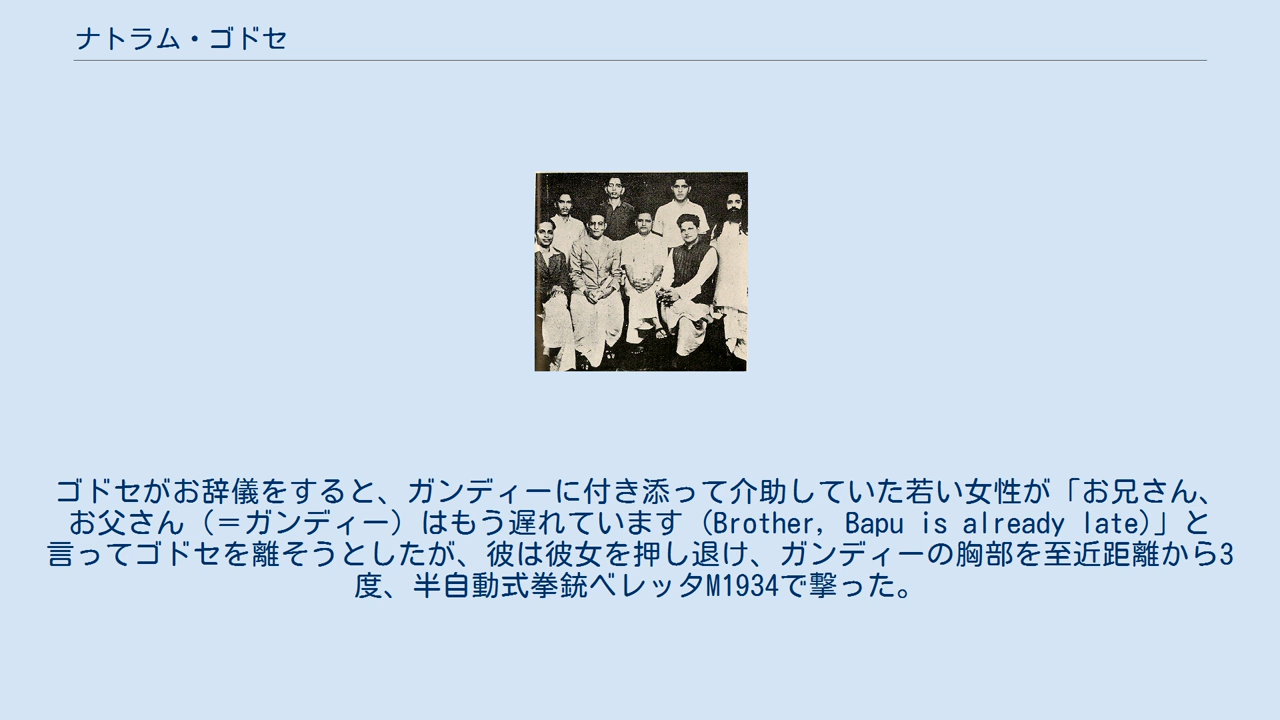 ナトラム・ゴドセ
ゴドセがお辞儀をすると、ガンディーに付き添って介助していた若い女性が「お兄さん、
お父さん（＝ガンディー）はもう遅れています（Brother, Bapu is already late)」と
言ってゴドセを離そうとしたが、彼は彼女を押し退け、ガンディーの胸部を至近距離から3
度、半自動式拳銃ベレッタM1934で撃った。